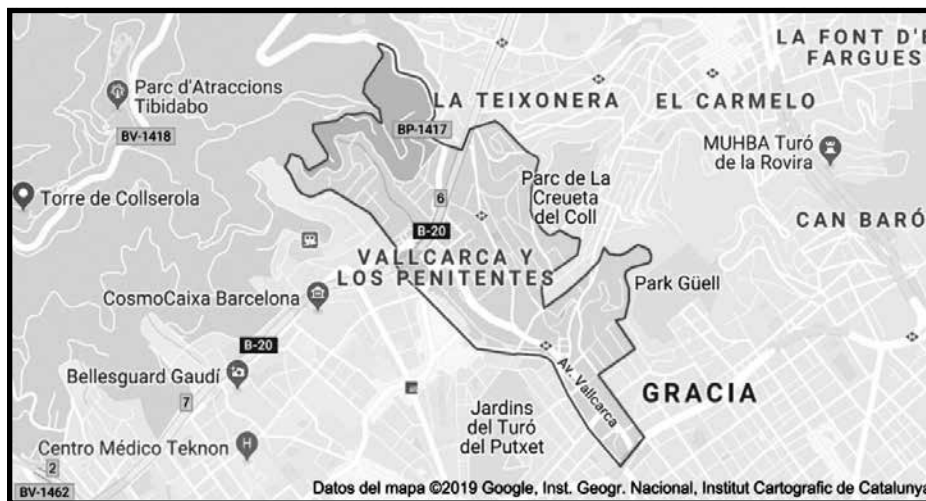 LA FONT D'E
FARGUES
Parc d'Atraccions
Tibidabo
BV-1418
LA TEIXONERA
EL CARMELO
BP-1417
MUHBA Turó
de la Rovira
Torre de Collserola
6
Parc de La
Creueta
del Coll
CAN BARÓ
B-20
VALLCARCA Y
LOS PENITENTES
CosmoCaixa Barcelona
Park Güell
B-20
Bellesguard Gaudí
7
Av. Vallcarca
GRACIA
Jardins
del Turó
del Putxet
Centro Médico Teknon
H
2
BV-1462
Datos del mapa ©2019 Google, Inst. Geogr. Nacional, Institut Cartografic de Catalunya